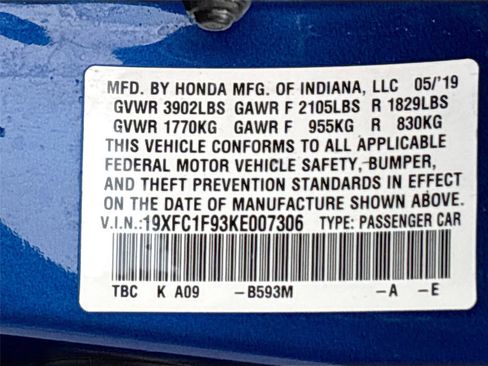 MFD. BY HONDA MFG. OF INDIANA, LLC 05/'19
GVWR 3902LBS GAWR F 2105LBS R 1829LBS
GVWR 1770KG GAWR F 955KG R 830KG
THIS VEHICLE CONFORMS TO ALL APPLICABLE
FEDERAL MOTOR VEHICLE SAFETY, BUMPER,
AND THEFT PREVENTION STANDARDS IN EFFECT
ON THE DATE OF MANUFACTURE SHOWN ABOVE.
V.I.N.:19XFC1F93KE007306 TYPE: PASSENGER CAR
TBC K A09 -B593M -A -E